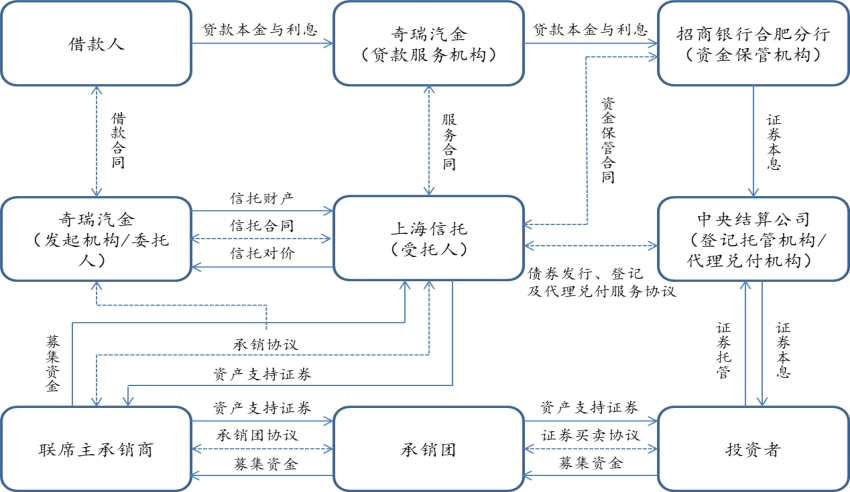 借款人
贷款本金与利息
奇瑞汽金
（贷款服务机构）
贷款本金与利息
招商银行合肥分行
（资金保管机构）
借款合同
服务合同
资金保管合同
证券本息
奇瑞汽金
（发起机构/委托
人）
信托财产
信托合同
信托对价
上海信托
（受托人）
中央结算公司
（登记托管机构/
代理兑付机构）
债券发行、登记
及代理兑付服务协议
募集资金
承销协议
资产支持证券
证券托管
证券本息
联席主承销商
资产支持证券
承销团协议
募集资金
承销团
资产支持证券
证券买卖协议
募集资金
投资者